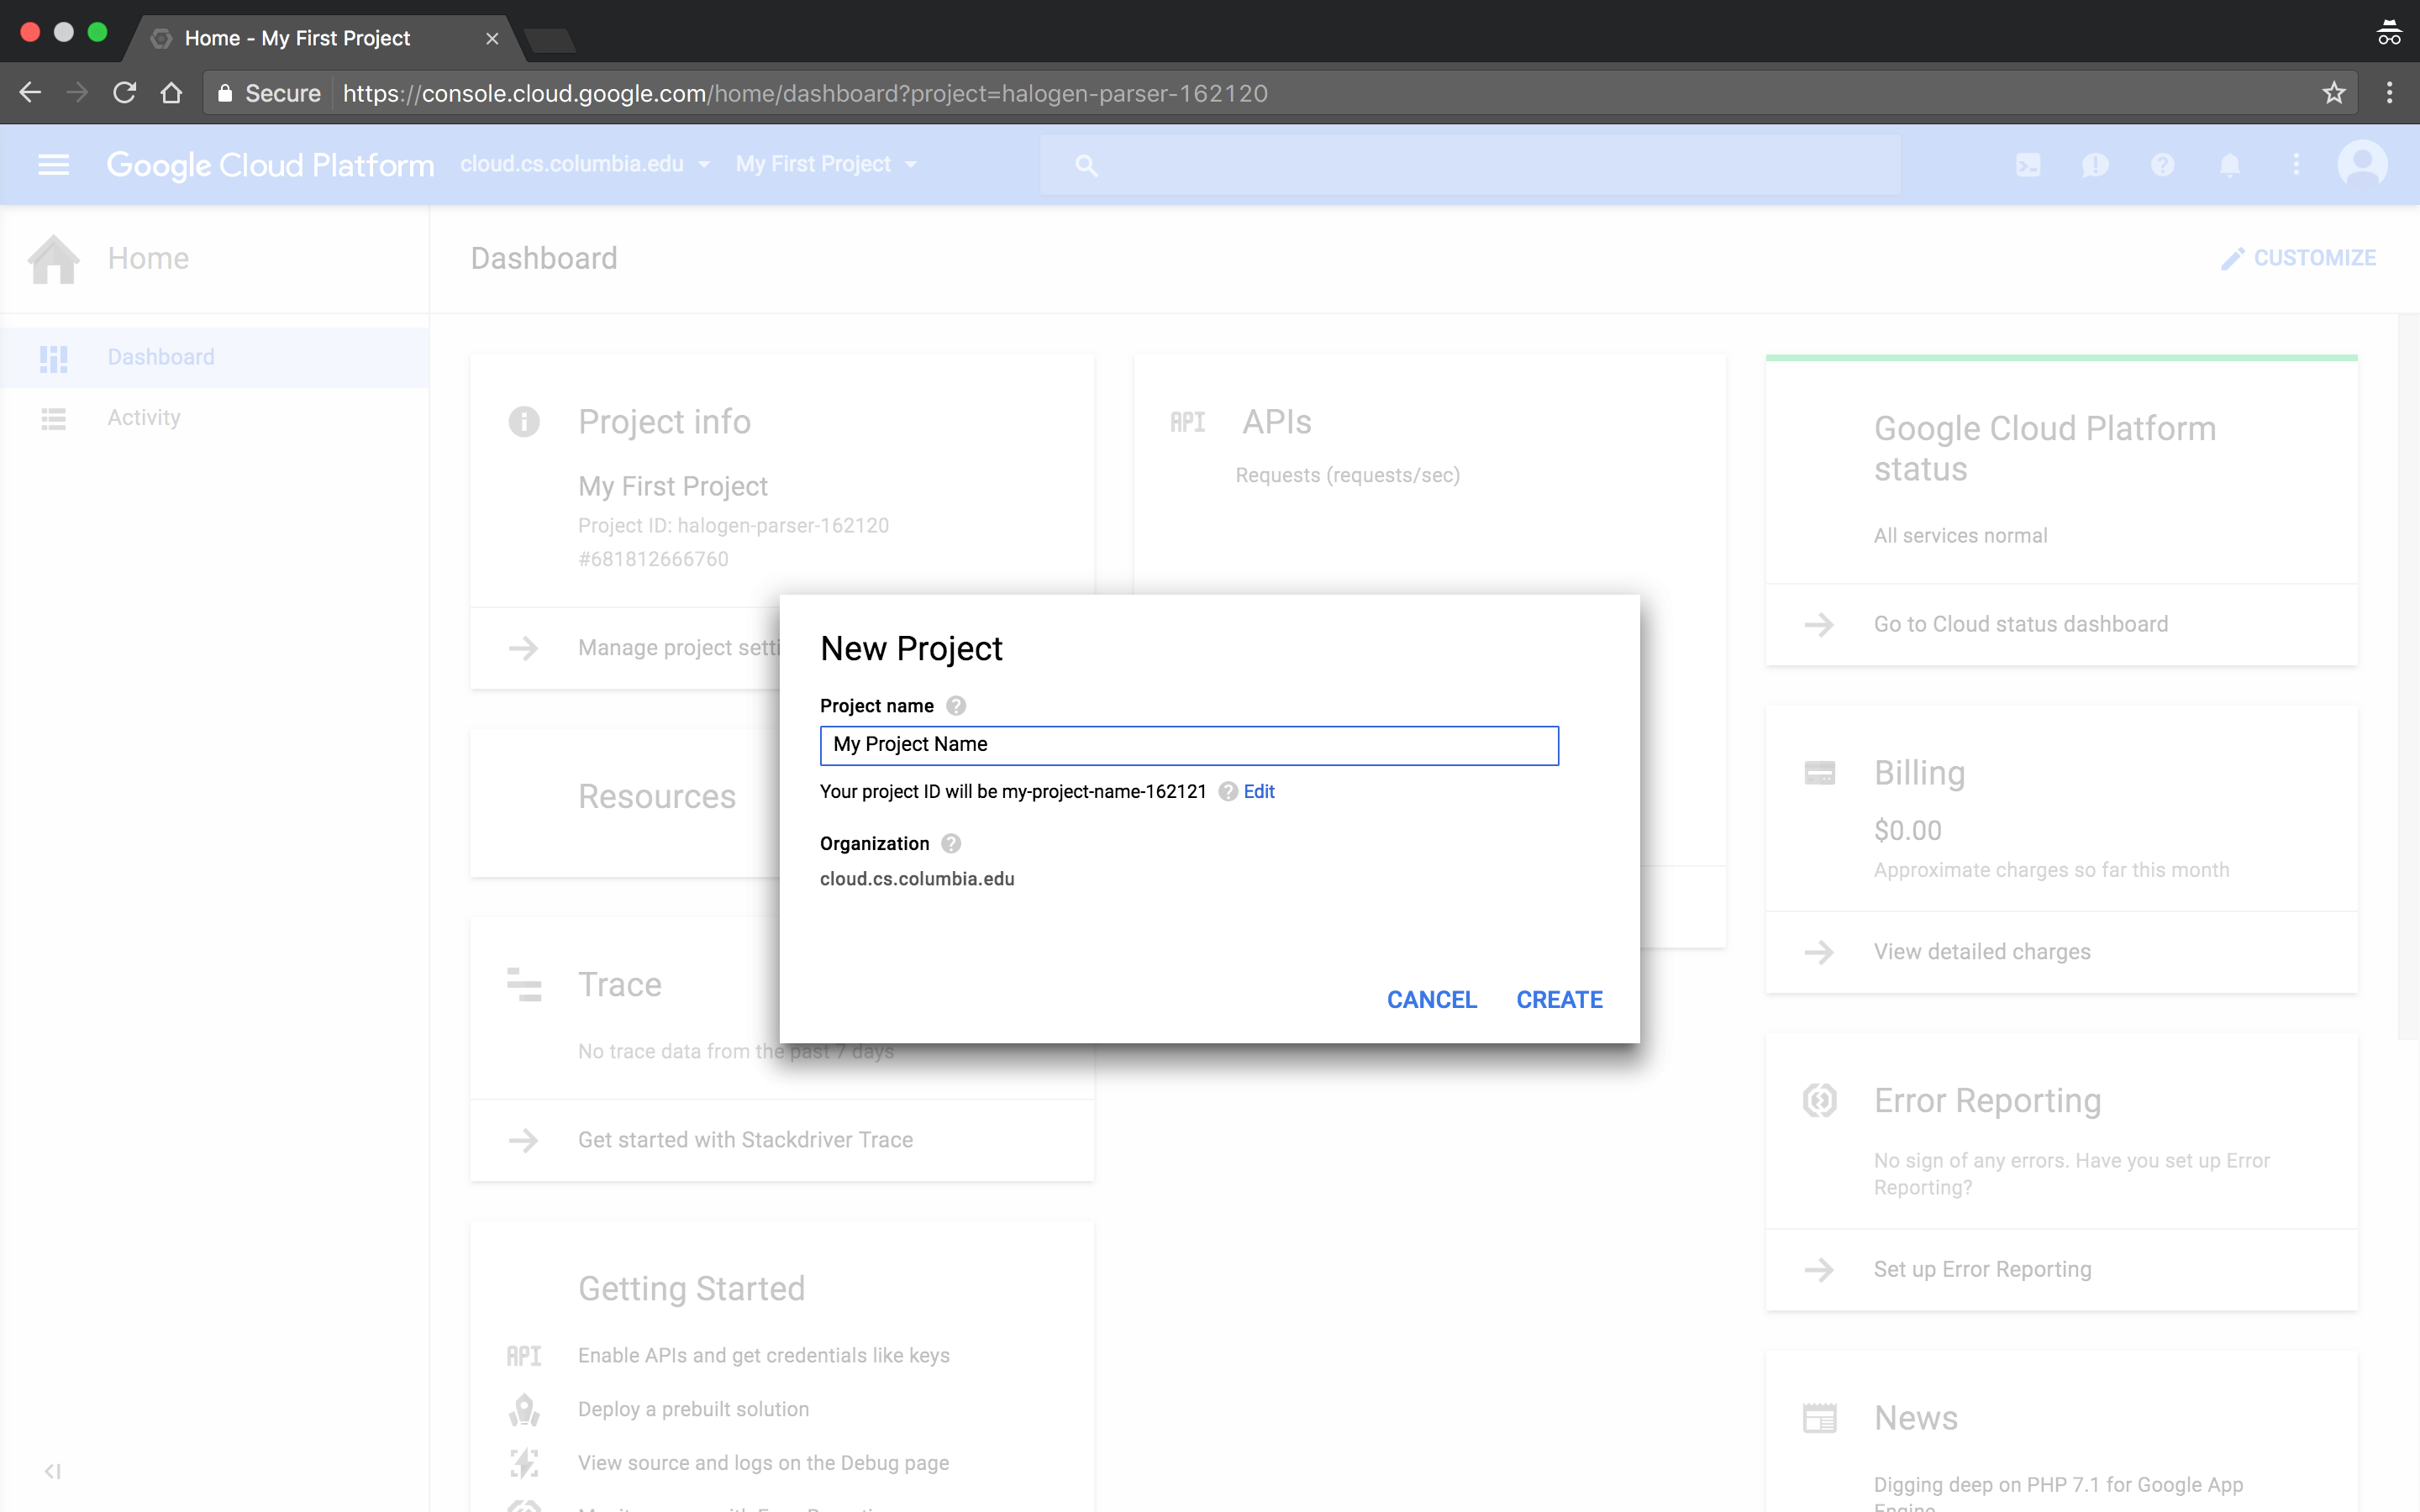 Home - My First Project
Secure https://console.cloud.google.com/home/dashboard?project=halogen-parser-162120
Google Cloud Platform cloud.cs.columbia.edu My First Project
Home
Dashboard
CUSTOMIZE
Dashboard
Activity
Project info
My First Project
Project ID: halogen-parser-162120
#681812666760
Manage project setti
Resources
Trace
No trace data from the past 7 days
Get started with Stackdriver Trace
Getting Started
API Enable APIs and get credentials like keys
Deploy a prebuilt solution
View source and logs on the Debug page
API APIs
Requests (requests/sec)
New Project
Project name
My Project Name
Your project ID will be my-project-name-162121 Edit
Organization
cloud.cs.columbia.edu
CANCEL CREATE
Google Cloud Platform
status
All services normal
Go to Cloud status dashboard
Billing
$0.00
Approximate charges so far this month
View detailed charges
Error Reporting
No sign of any errors. Have you set up Error
Reporting?
Set up Error Reporting
News
Digging deep on PHP 7.1 for Google App
Engine